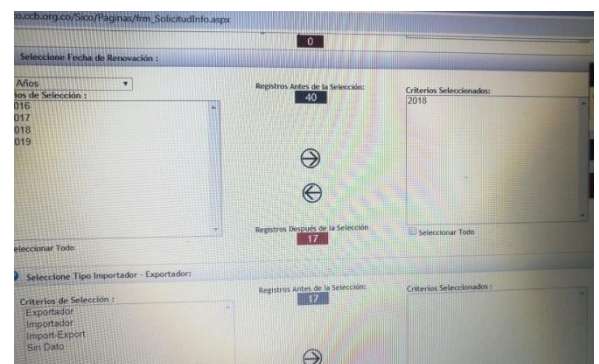 o.ccb.org.co/Sico/Paginas/frm_SolicitudInfo.aspx
0
Seleccione Fecha de Renovación :
Años
ios de Selección :
016
017
018
019
Registros Antes de la Selección:
40
Criterios Seleccionados:
2018
Registros Después de la Selección
17
Seleccionar Todo
eleccionar Todo
Seleccione Tipo Importador - Exportador:
Criterios de Selección :
Exportador
Importador
Import-Export
Sin Dato
Registros Antes de la Selección:
17
Criterios Seleccionados :